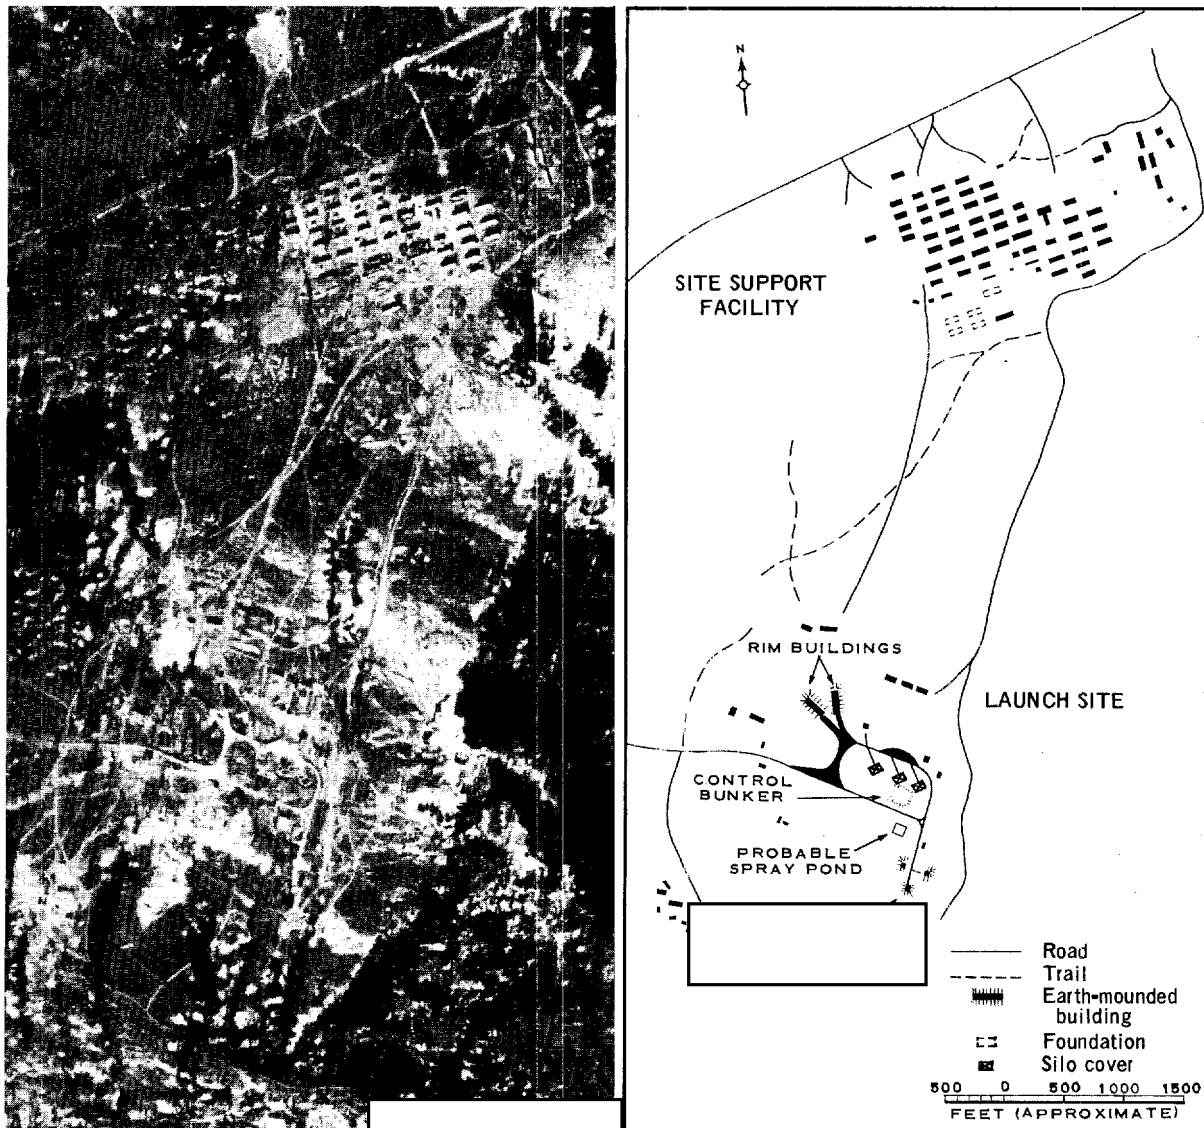 N
SITE SUPPORT
FACILITY
RIM BUILDINGS
LAUNCH SITE
CONTROL
BUNKER
PROBABLE
SPRAY POND
Road
Trail
Earth-mounded
building
Foundation
Silo cover
500 0 500 1000 1500
FEET (APPROXIMATE)